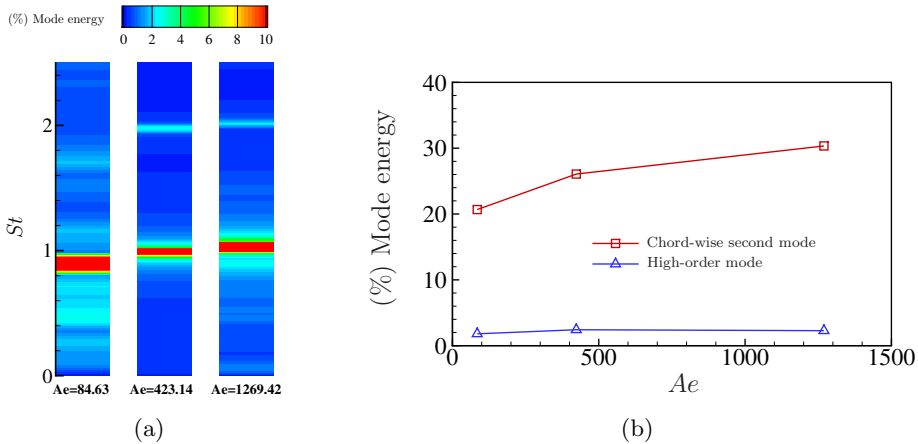 (%) Mode energy
0 2 4 6 8 10
St
2
1
0
Ae=84.63 Ae=423.14 Ae=1269.42
(a)
(%) Mode energy
40
30
20
10
0
Chord-wise second mode
High-order mode
0 500 1000 1500
Ae
(b)